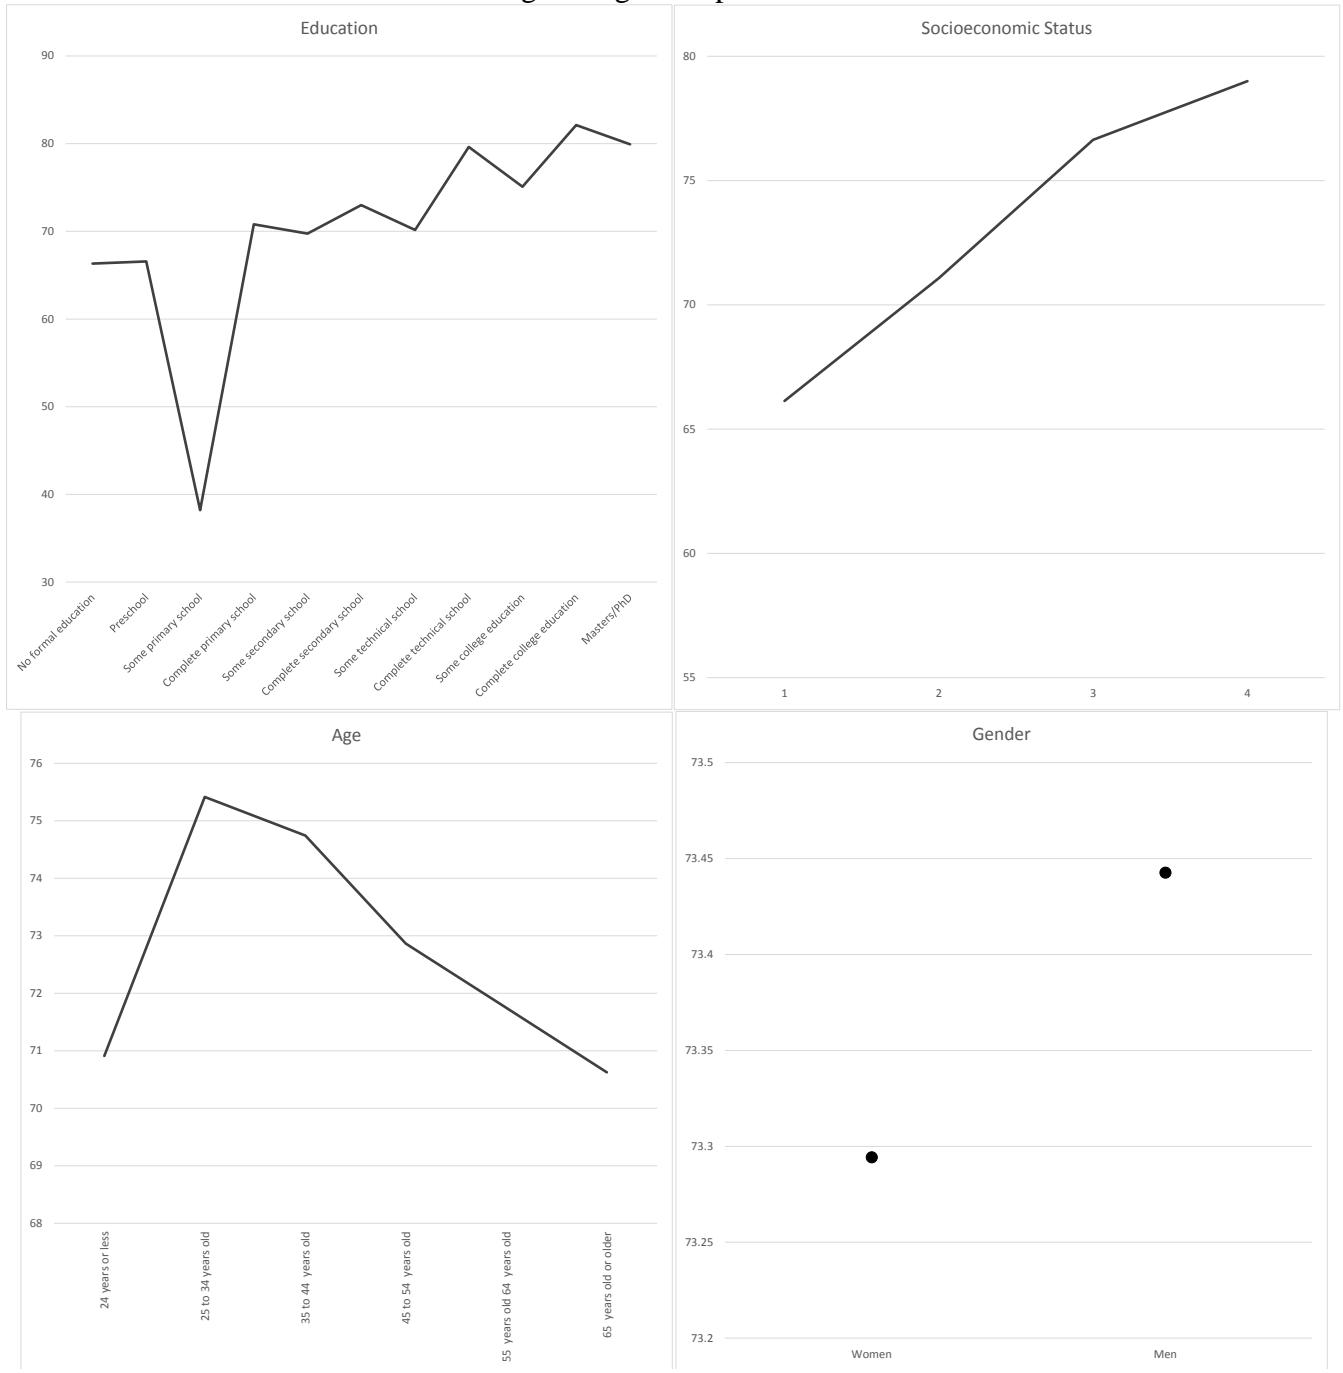 Education
90
80
70
60
50
40
30
No formal education
Preschool
Some primary school
Complete primary school
Some secondary school
Complete secondary school
Some technical school
Complete technical school
Some college education
Complete college education
Masters/PhD
Socioeconomic Status
80
75
70
65
60
55
1 2 3 4
Age
76
75
74
73
72
71
70
69
68
24 years or less
25 to 34 years old
35 to 44 years old
45 to 54 years old
55 years old 64 years old
65 years old or older
Gender
73.5
73.45
73.4
73.35
73.3
73.25
73.2
Women Men